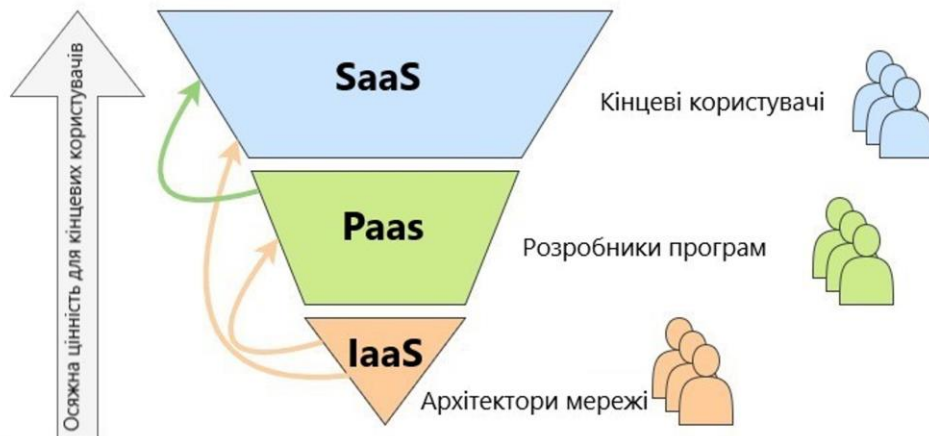 Осяжна цінність для кінцевих користувачів
SaaS
Кінцеві користувачі
Paas
Розробники програм
IaaS
Архітектори мережі